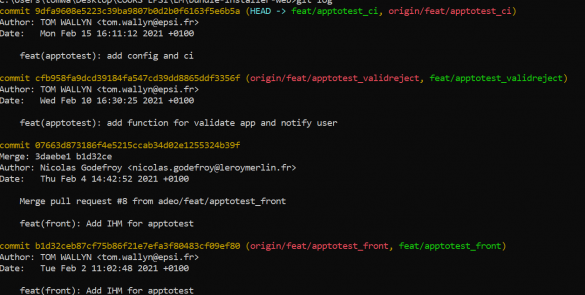 C:\Users\tomwa\Desktop\COURS EPSI\LM\bundle-installer-web>git log
commit 9dfa9608e5223c39ba9807b0d2b0f6163f5e6b5a (HEAD -> feat/apptotest_ci, origin/feat/apptotest_ci)
Author: TOM WALLYN <tom.wallyn@epsi.fr>
Date:   Mon Feb 15 16:11:12 2021 +0100
feat(apptotest): add config and ci
commit cfb958fa9dcd39184fa547cd39dd8865ddf3356f (origin/feat/apptotest_validreject, feat/apptotest_validreject)
Author: TOM WALLYN <tom.wallyn@epsi.fr>
Date:   Wed Feb 10 16:30:25 2021 +0100
feat(apptotest): add function for validate app and notify user
commit 07663d873186f4e5215ccab34d02e1255324b39f
Merge: 3daebe1 b1d32ce
Author: Nicolas Godefroy <nicolas.godefroy@leroymerlin.fr>
Date:   Thu Feb 4 14:42:52 2021 +0100
Merge pull request #8 from adeo/feat/apptotest_front
feat(front): Add IHM for apptotest
commit b1d32ceb87cf75b86f21e7efa3f80483cf09ef80 (origin/feat/apptotest_front, feat/apptotest_front)
Author: TOM WALLYN <tom.wallyn@epsi.fr>
Date:   Tue Feb 2 11:02:48 2021 +0100
feat(front): Add IHM for apptotest